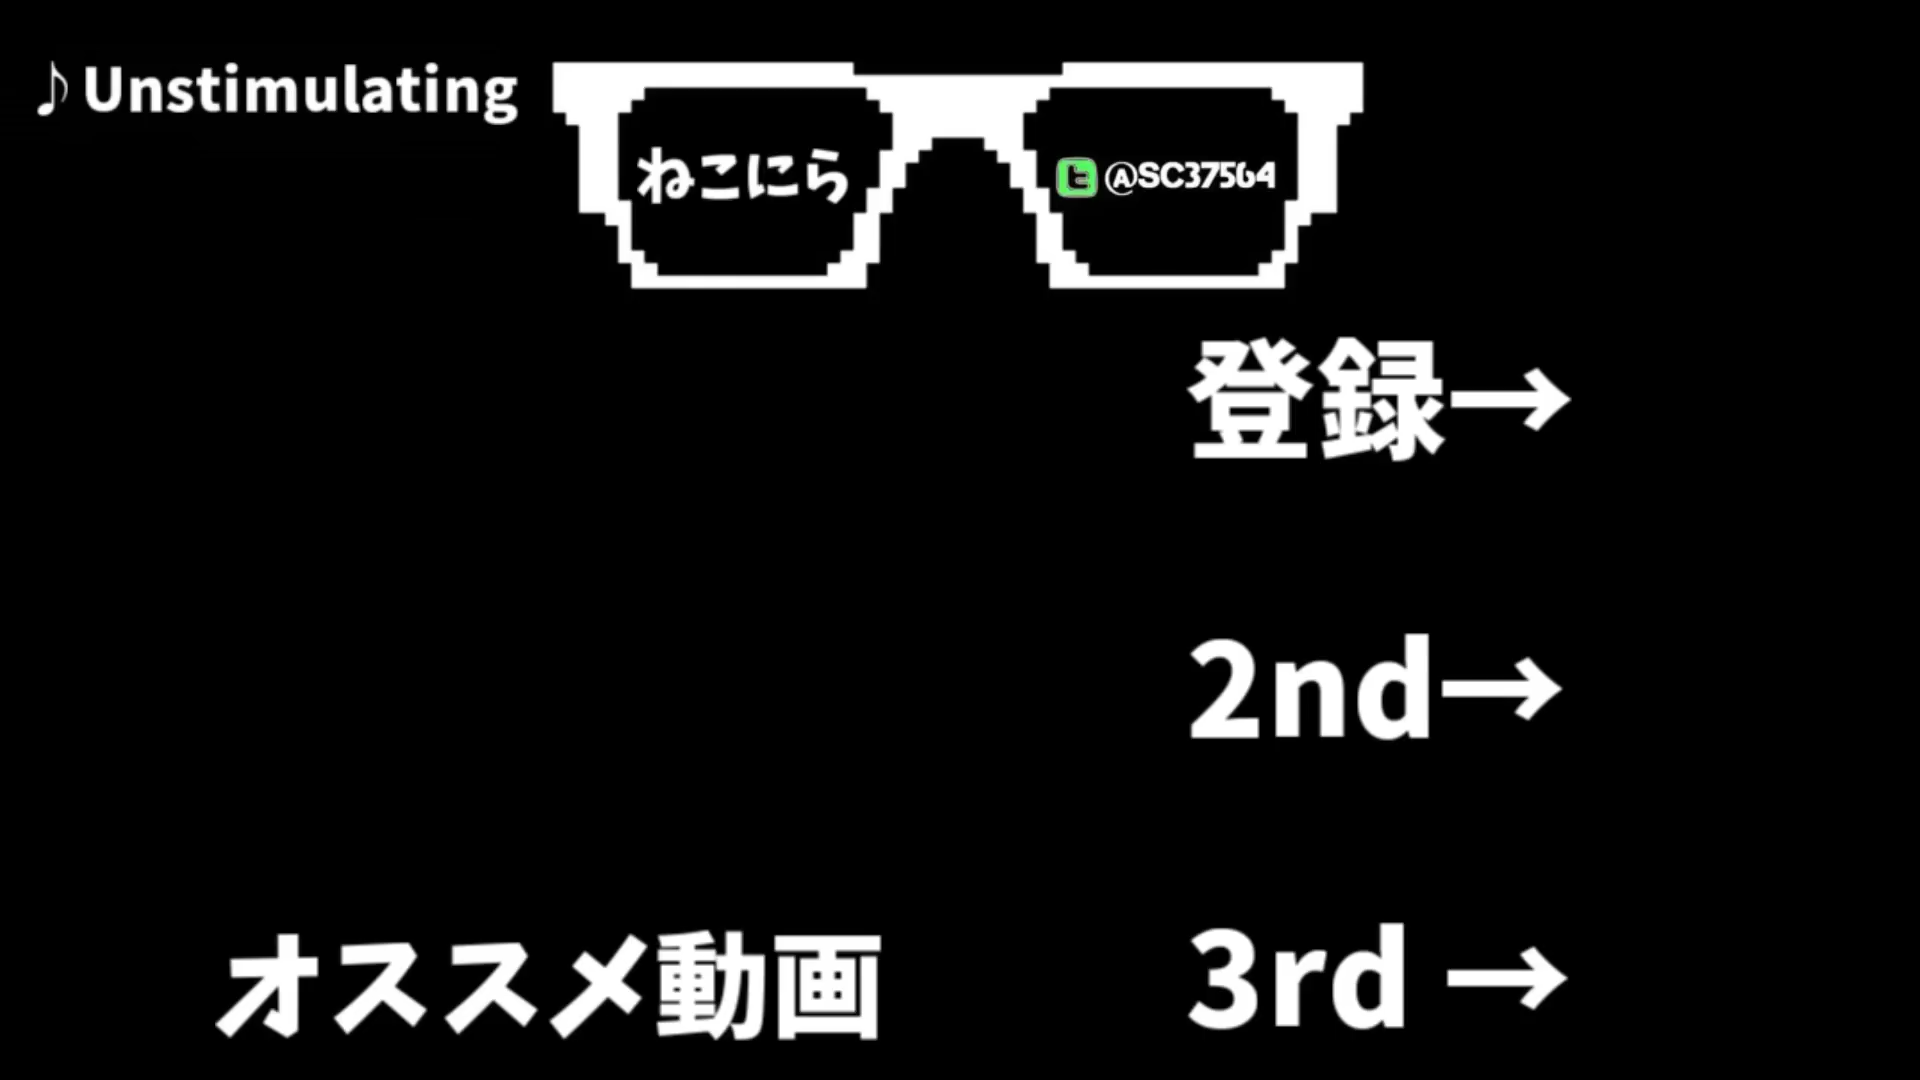 ♪Unstimulating
ねこにら
@SC37564
登録→
2nd→
オススメ動画
3rd →